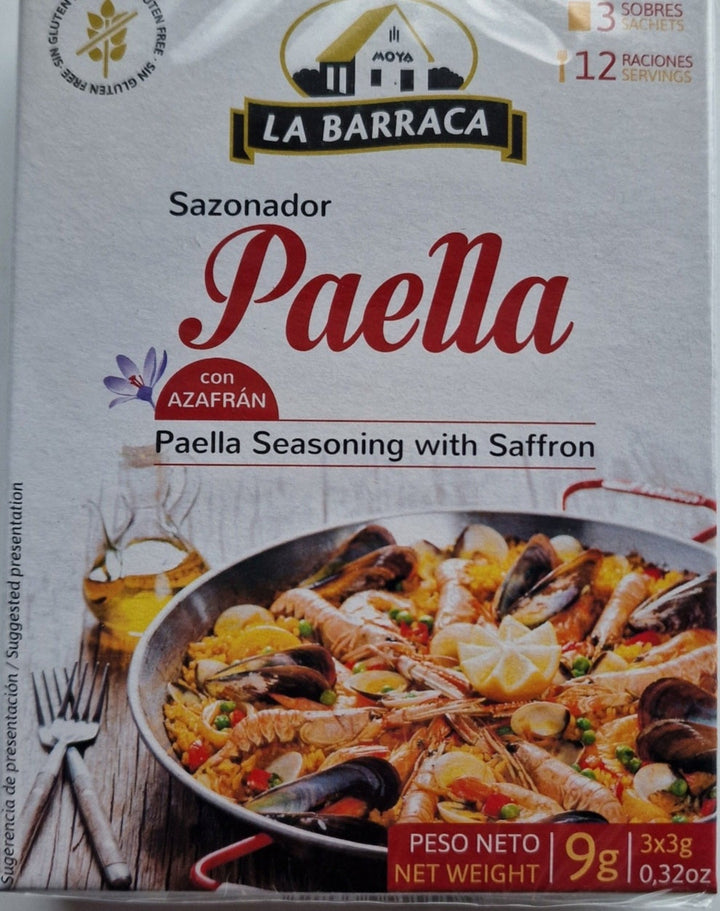 SIN GLUTEN
GLUTEN FREE · SIN GLUTEN FREE ·
3 SOBRES
SACHETS
12 RACIONES
SERVINGS
MOYA
LA BARRACA
Sazonador
Paella
con
AZAFRÁN
Paella Seasoning with Saffron
Sugerencia de presentación / Suggested presentation
PESO NETO
NET WEIGHT
9g
3x3g
0,32oz